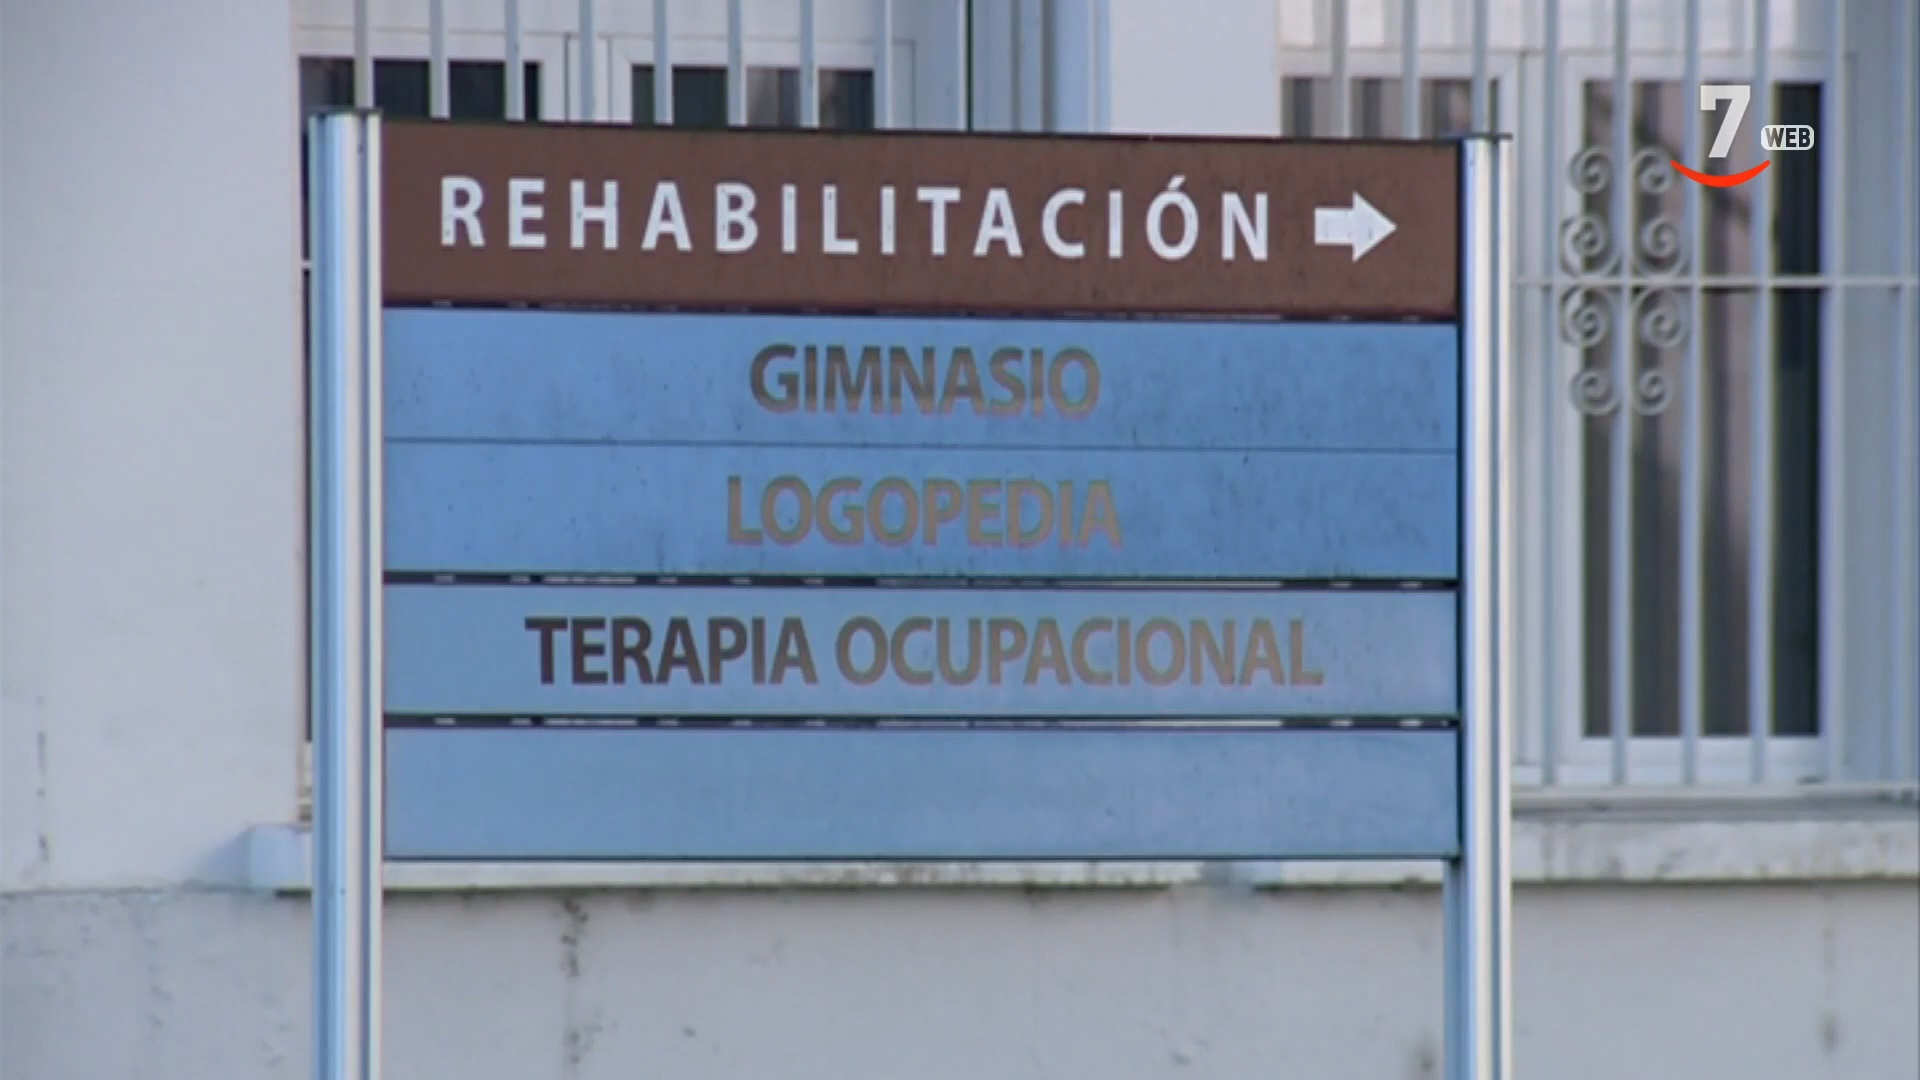 REHABILITACIÓN
GIMNASIO
LOGOPEDIA
TERAPIA OCUPACIONAL
7 WEB